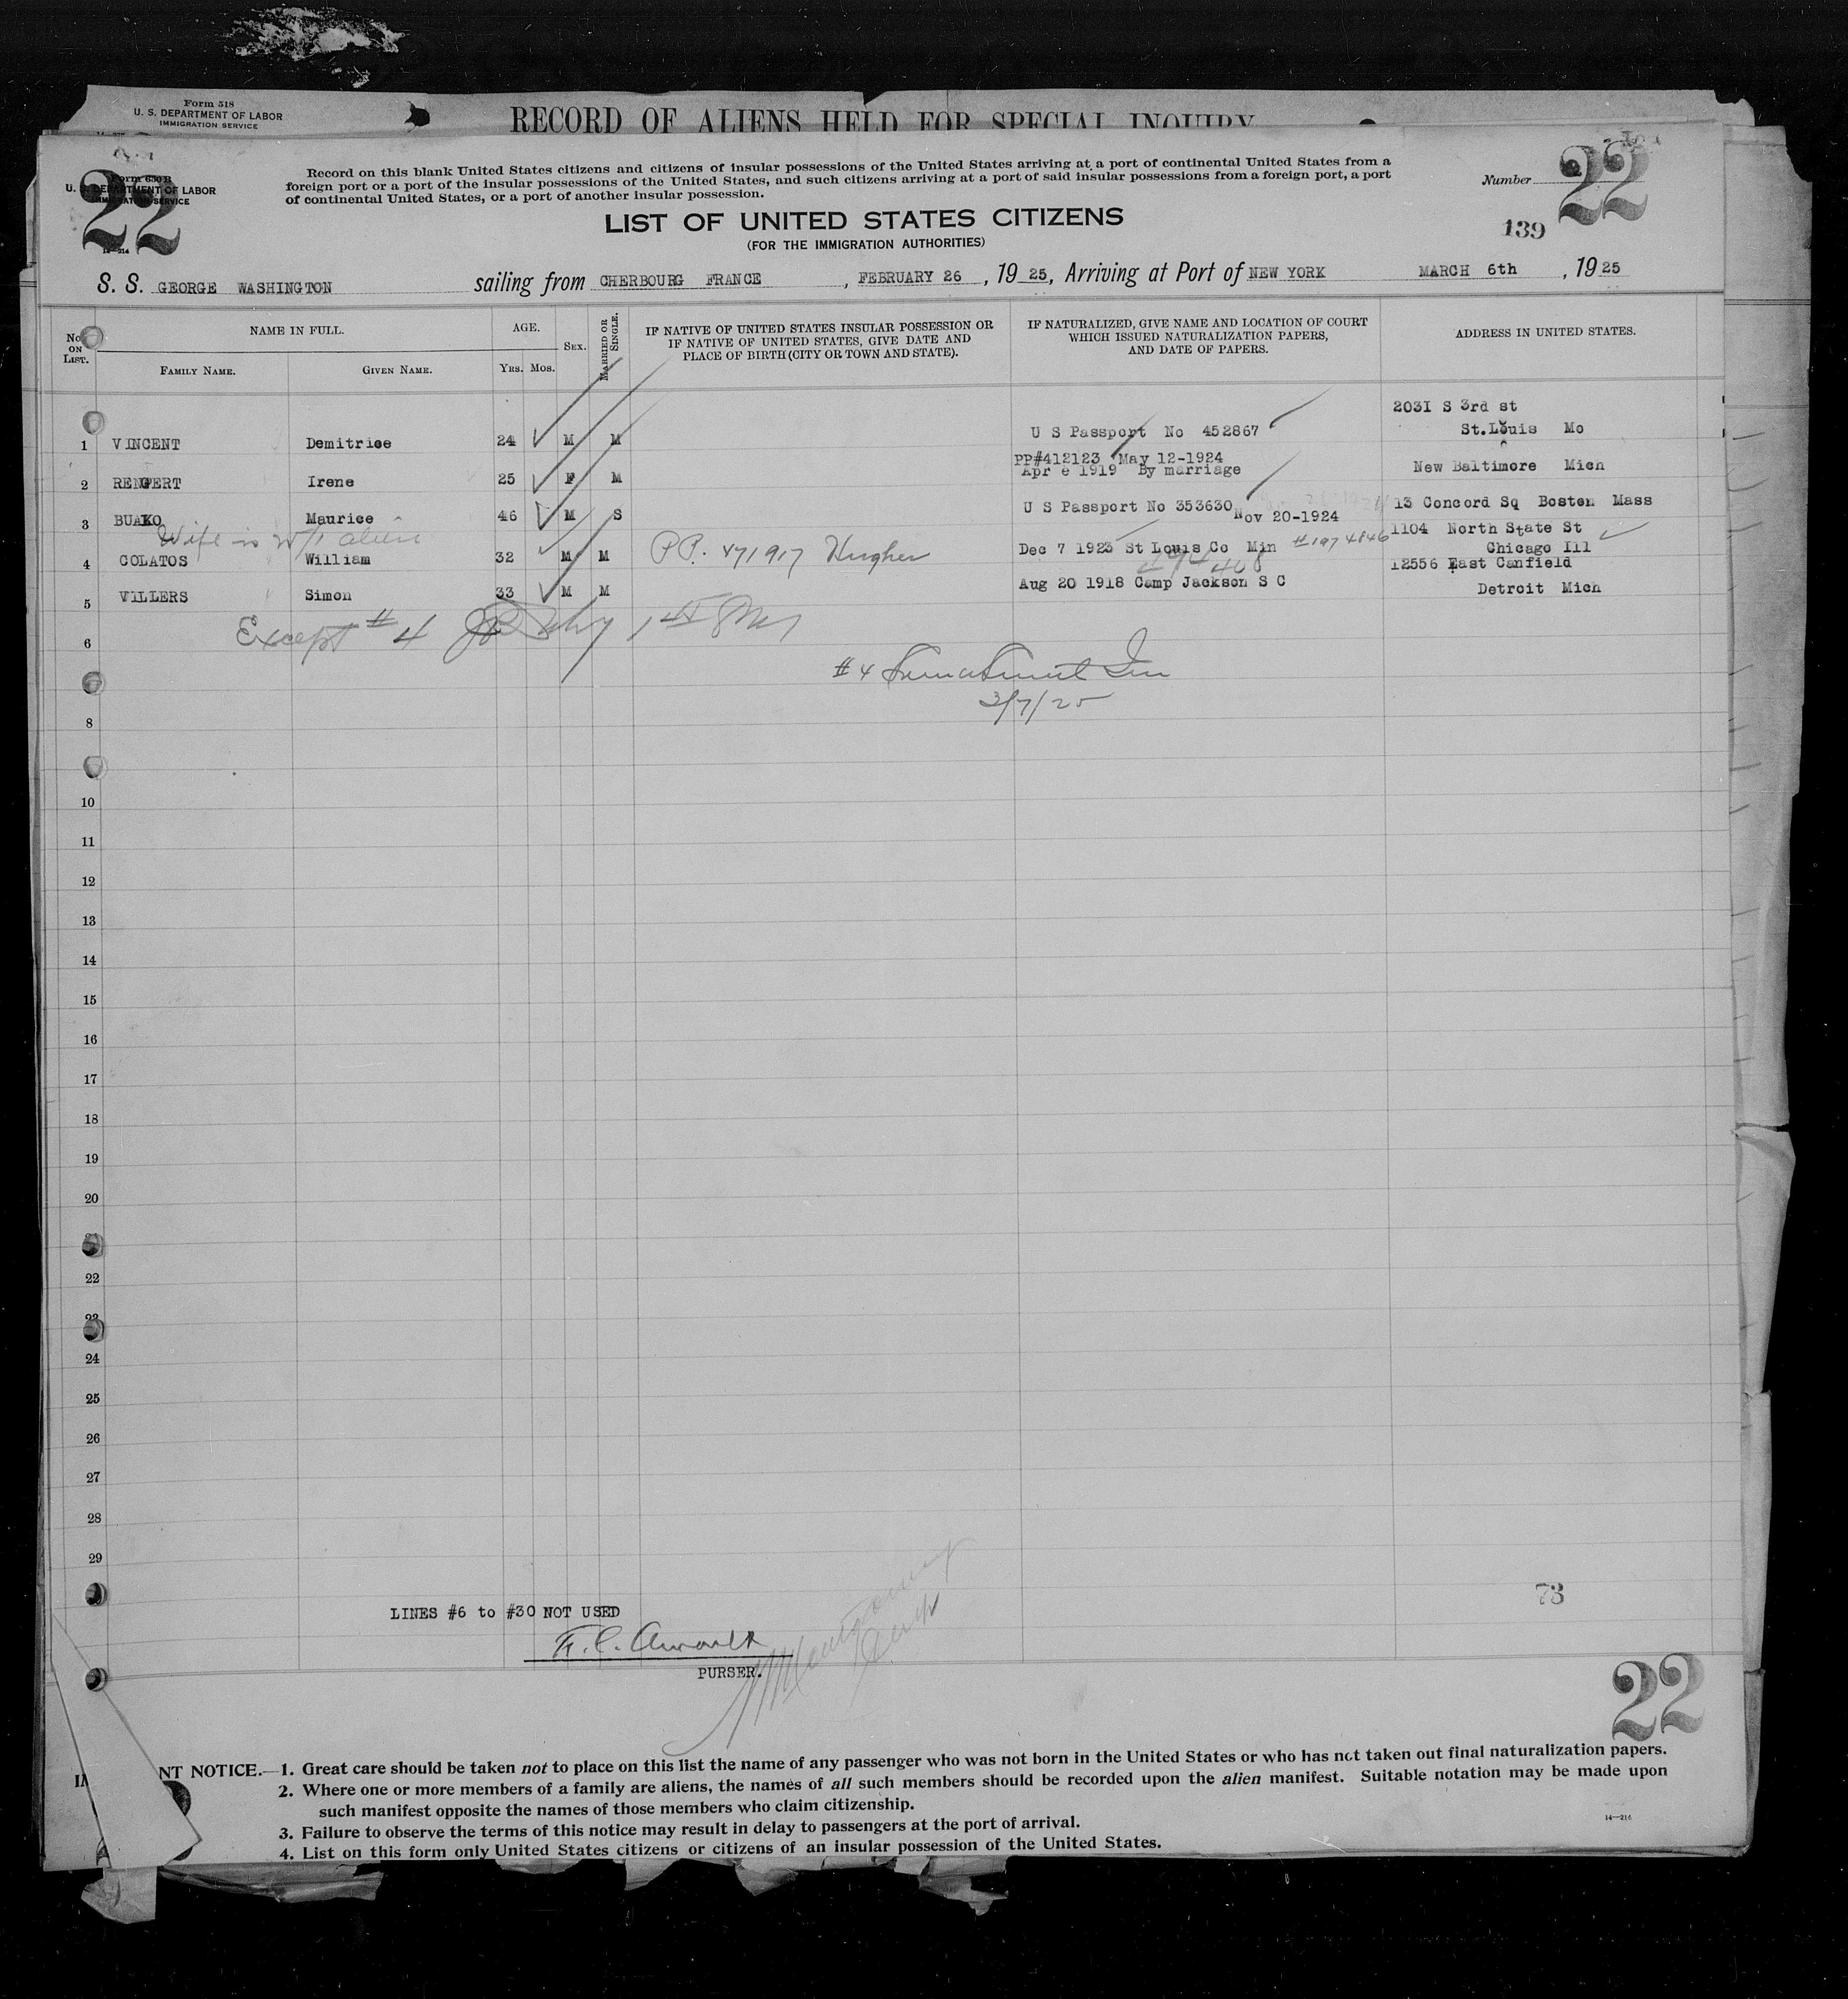 Form 518
U. S. DEPARTMENT OF LABOR
IMMIGRATION SERVICE
RECORD OF ALIENS HELD FOR SPECIAL INQUIRY
22
Form 630 B
U. S. DEPARTMENT OF LABOR
IMMIGRATION SERVICE
14-214
Record on this blank United States citizens and citizens of insular possessions of the United States arriving at a port of continental United States from a
foreign port or a port of the insular possessions of the United States, and such citizens arriving at a port of said insular possessions from a foreign port, a port
of continental United States, or a port of another insular possession.
Number
22
LIST OF UNITED STATES CITIZENS
(FOR THE IMMIGRATION AUTHORITIES)
139
S. S. GEORGE WASHINGTON sailing from CHERBOURG FRANCE, FEBRUARY 26, 1925, Arriving at Port of NEW YORK MARCH 6th, 1925
No. ON LIST.
NAME IN FULL.
FAMILY NAME. GIVEN NAME.
AGE.
YRS. MOS.
SEX.
MARRIED OR SINGLE.
IF NATIVE OF UNITED STATES INSULAR POSSESSION OR
IF NATIVE OF UNITED STATES, GIVE DATE AND
PLACE OF BIRTH (CITY OR TOWN AND STATE).
IF NATURALIZED, GIVE NAME AND LOCATION OF COURT
WHICH ISSUED NATURALIZATION PAPERS,
AND DATE OF PAPERS.
ADDRESS IN UNITED STATES.
2031 S 3rd st
1 VINCENT Demitrice 24 M M U S Passport No 452867 St.Louis Mo
PP#412123 May 12-1924
2 Irene 25 F M Apr e 1919 By marriage New Baltimore Mich
3 Maurice 46 M S U S Passport No 353630 Nov 20-1924 13 Concord Sq Boston Mass
Wife is alien
1104 North State St
4 COLATOS William 32 M M PP. 471917 Dec 7 1923 St Louis Co Min #1974846 Chicago Ill
12556 East Canfield
5 VILLERS Simon 33 M M Aug 20 1918 Camp Jackson S C Detroit Mich
Except #4
6
#4
3/7/25
8
10
11
12
13
14
15
16
17
18
19
20
22
23
24
25
26
27
28
29
73
LINES #6 to #30 NOT USED
PURSER.
22
NT NOTICE.—1. Great care should be taken not to place on this list the name of any passenger who was not born in the United States or who has not taken out final naturalization papers.
2. Where one or more members of a family are aliens, the names of all such members should be recorded upon the alien manifest. Suitable notation may be made upon
such manifest opposite the names of those members who claim citizenship.
14-214
3. Failure to observe the terms of this notice may result in delay to passengers at the port of arrival.
4. List on this form only United States citizens or citizens of an insular possession of the United States.